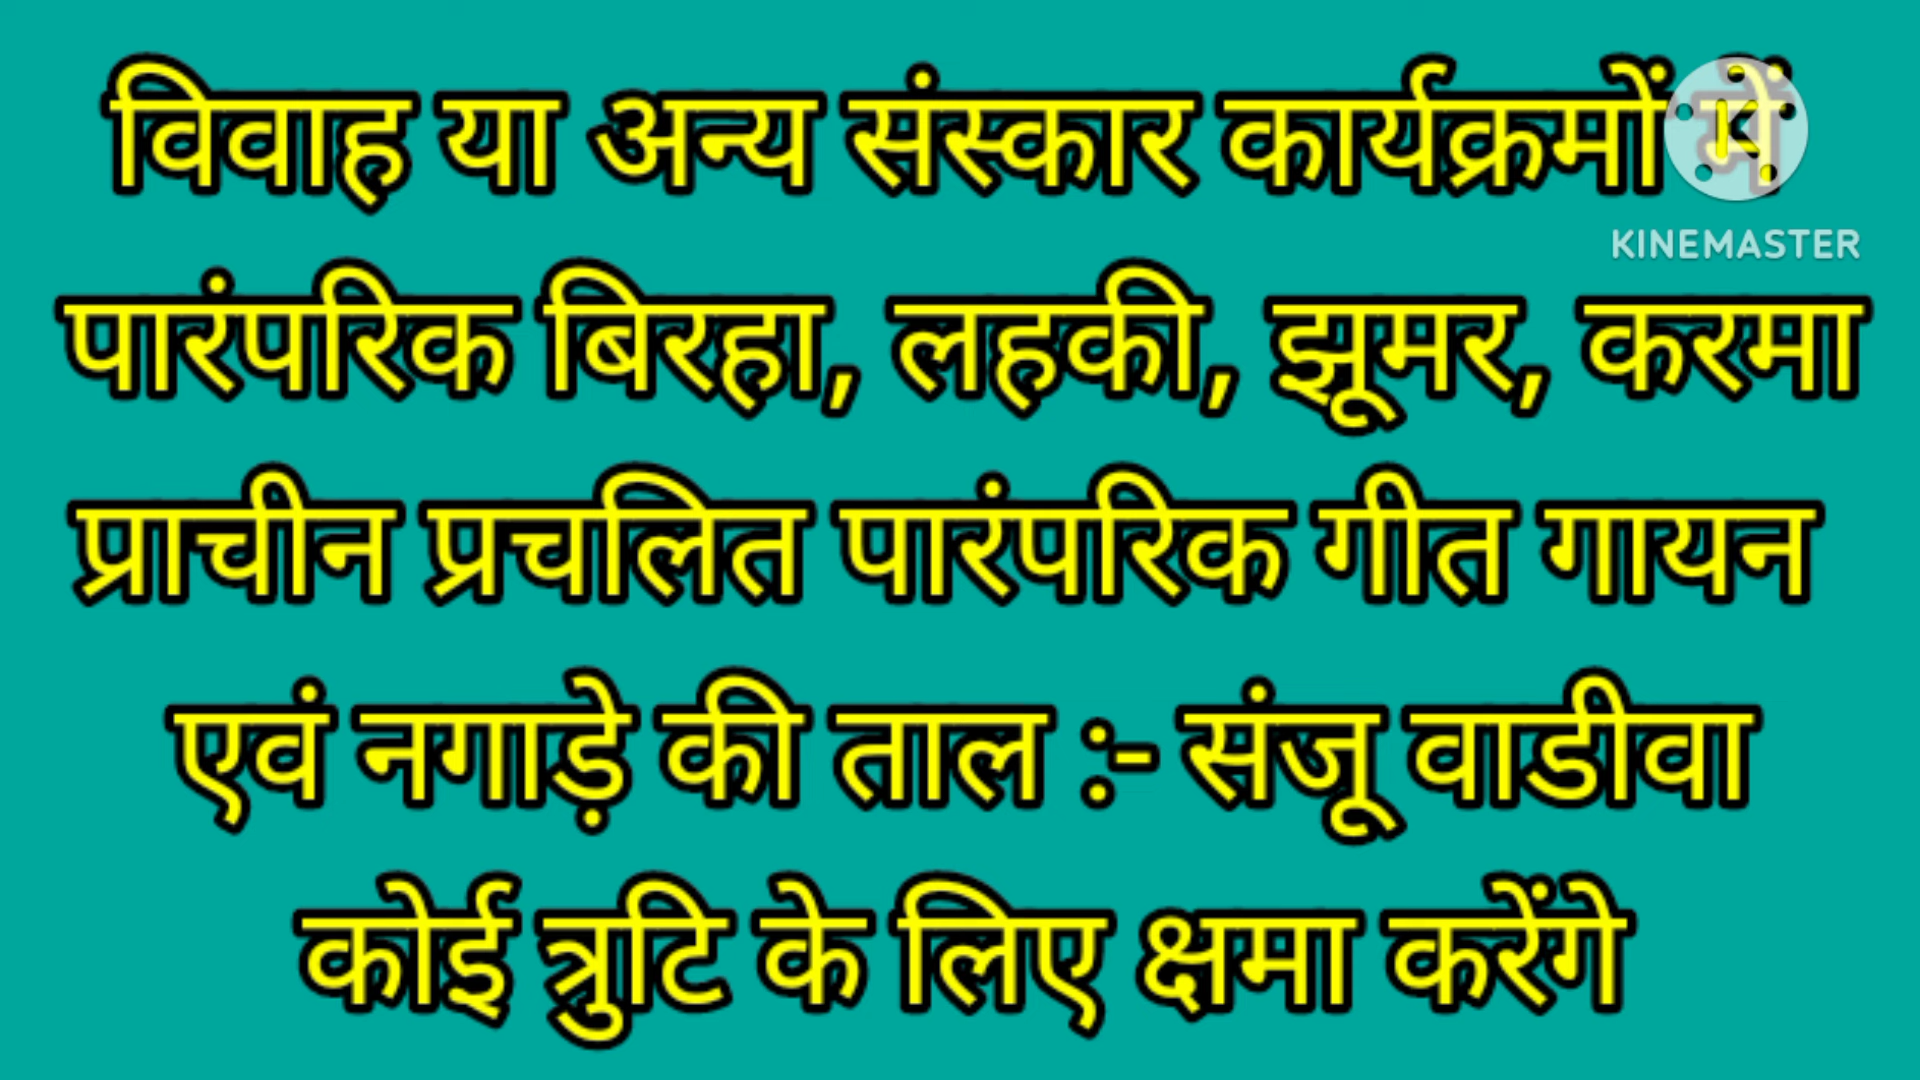 विवाह या अन्य संस्कार कार्यक्रमों में
KINEMASTER
पारंपरिक बिरहा, लहकी, झूमर, करमा
प्राचीन प्रचलित पारंपरिक गीत गायन
एवं नगाड़े की ताल :- संजू वाडीवा
कोई त्रुटि के लिए क्षमा करेंगे